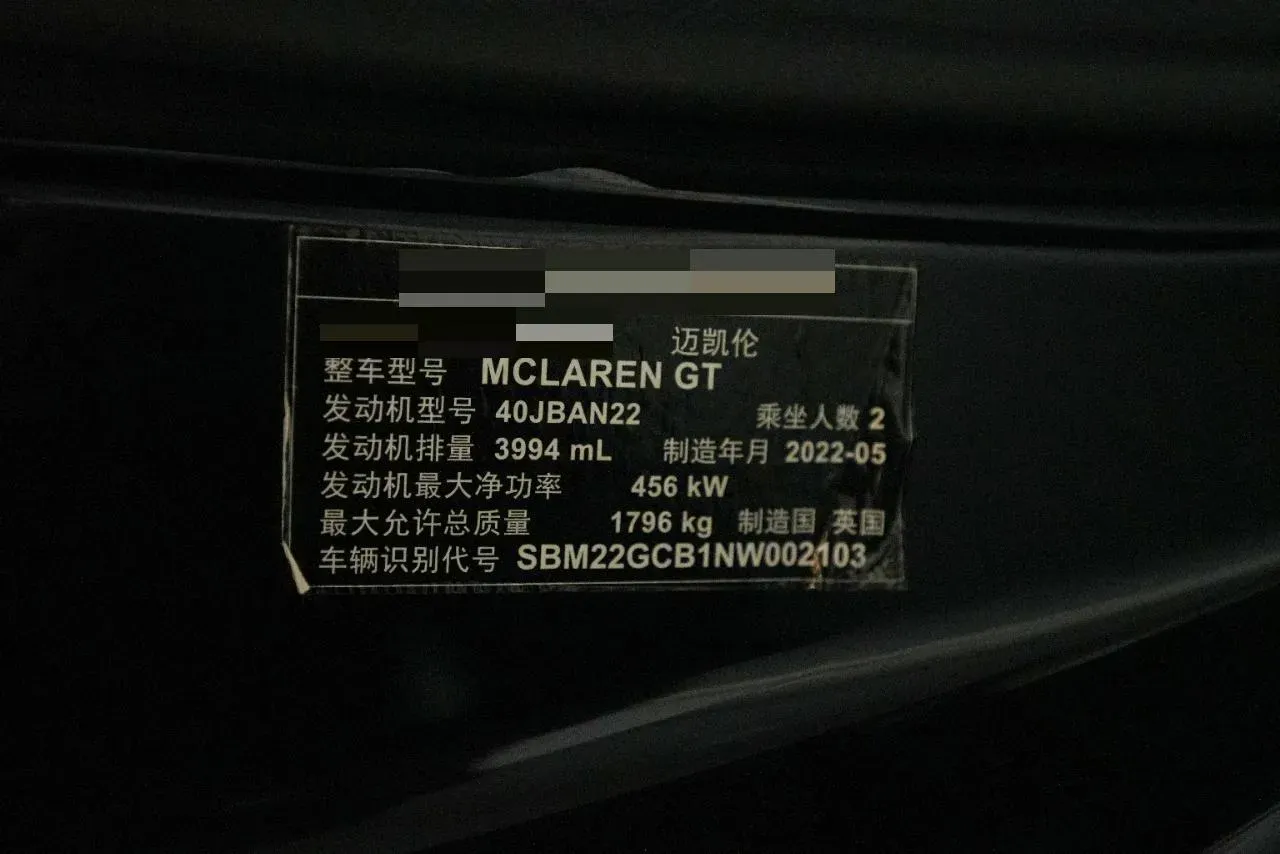 迈凯伦
整车型号 MCLAREN GT
发动机型号 40JBAN22 乘坐人数 2
发动机排量 3994 mL 制造年月 2022-05
发动机最大净功率 456 kW
最大允许总质量 1796 kg 制造国 英国
车辆识别代号 SBM22GCB1NW002103